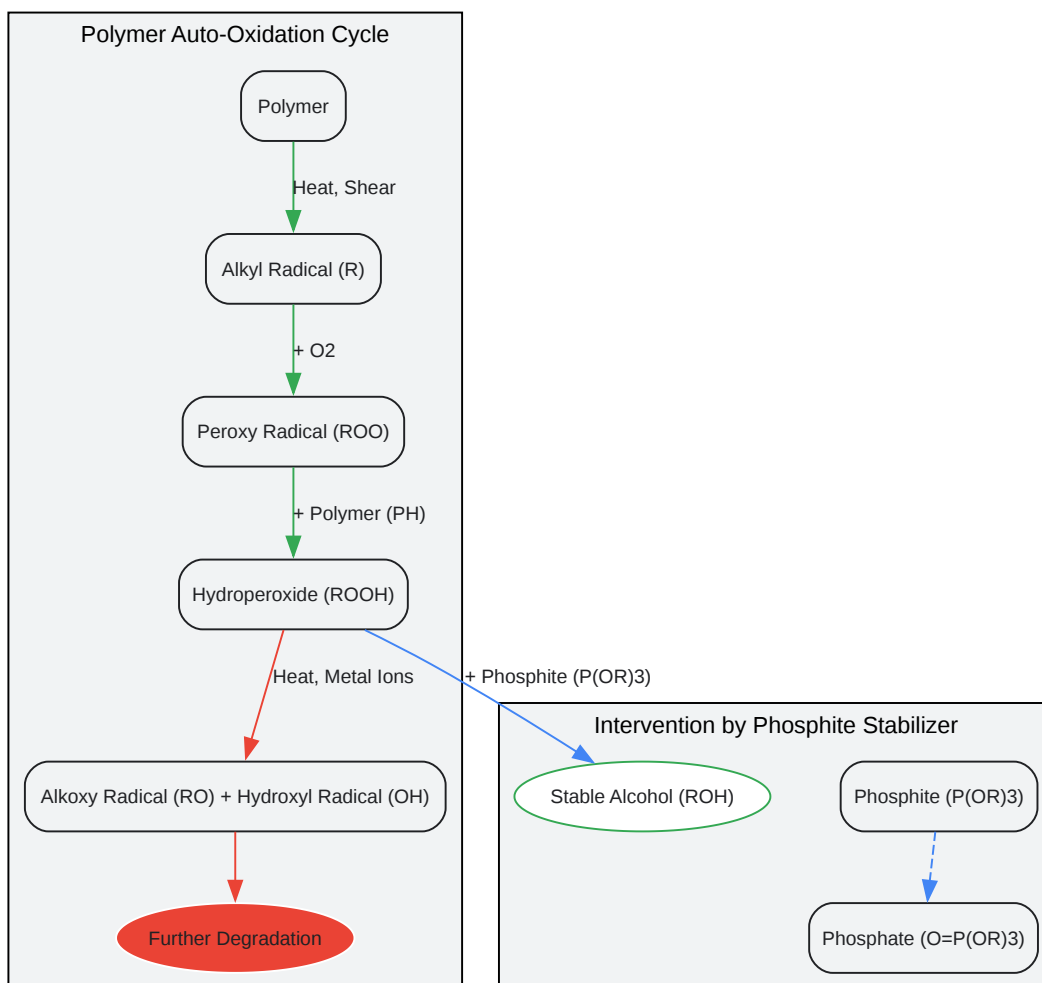 Polymer Auto-Oxidation Cycle
Polymer
Heat, Shear
Alkyl Radical (R)
+ O2
Peroxy Radical (ROO)
+ Polymer (PH)
Hydroperoxide (ROOH)
Heat, Metal Ions
+ Phosphite (P(OR)3)
Intervention by Phosphite Stabilizer
Alkoxy Radical (RO) + Hydroxyl Radical (OH)
Stable Alcohol (ROH)
Phosphite (P(OR)3)
Further Degradation
Phosphate (O=P(OR)3)